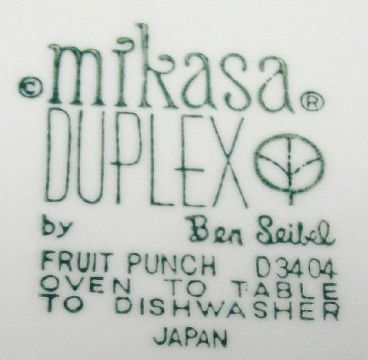 © mikasa ®
DUPLEX
by Ben Seibel
FRUIT PUNCH D3404
OVEN TO TABLE
TO DISHWASHER
JAPAN